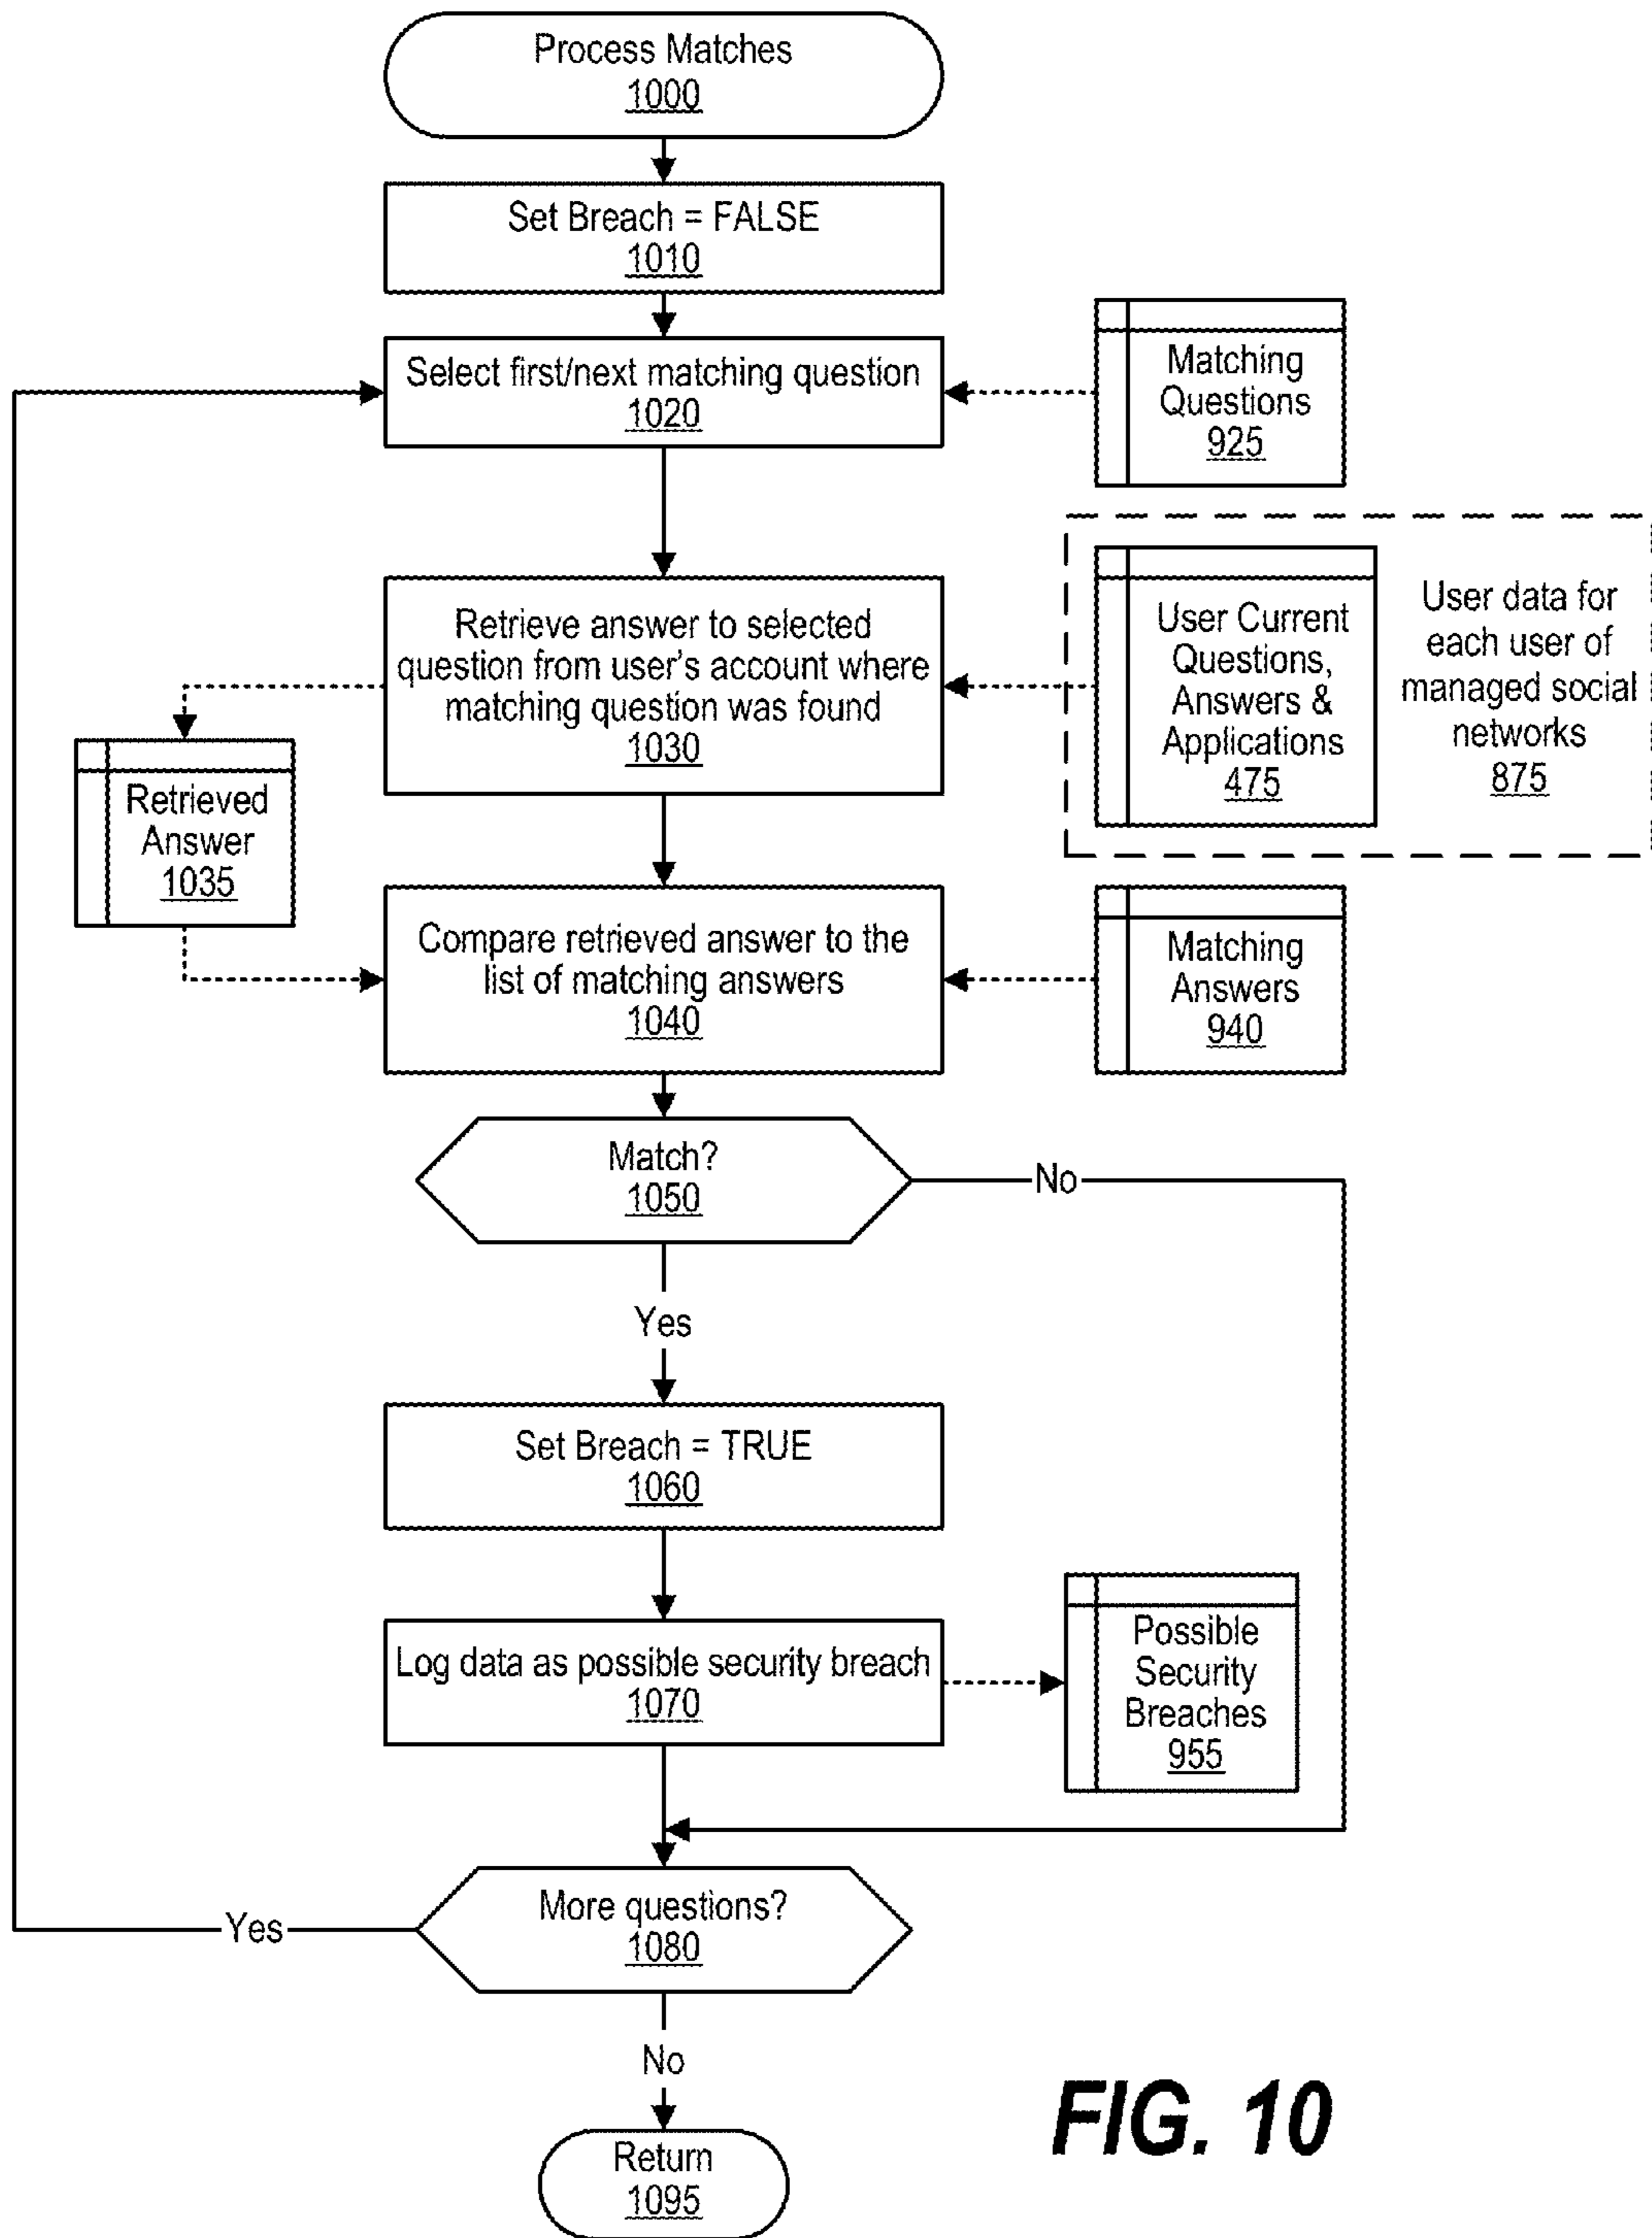 Process Matches
1000
Set Breach = FALSE
1010
Select first/next matching question
1020
Matching
Questions
925
Retrieve answer to selected
question from user's account where
matching question was found
1030
User Current
Questions,
Answers &
Applications
475
User data for
each user of
managed social
networks
875
Retrieved
Answer
1035
Compare retrieved answer to the
list of matching answers
1040
Matching
Answers
940
Match?
1050
No
Yes
Set Breach = TRUE
1060
Log data as possible security breach
1070
Possible
Security
Breaches
955
More questions?
1080
Yes
No
Return
1095
FIG. 10